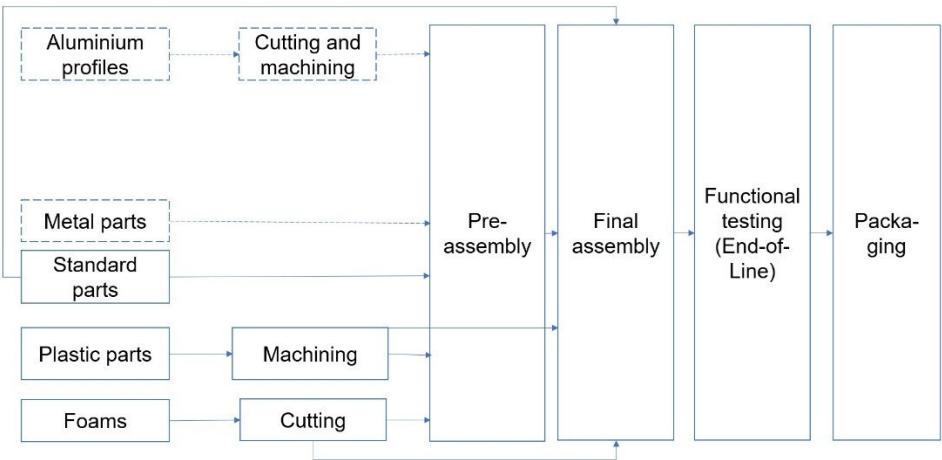 Aluminium
profiles
Cutting and
machining
Metal parts
Standard
parts
Plastic parts
Machining
Foams
Cutting
Pre-
assembly
Final
assembly
Functional
testing
(End-of-
Line)
Packa-
ging